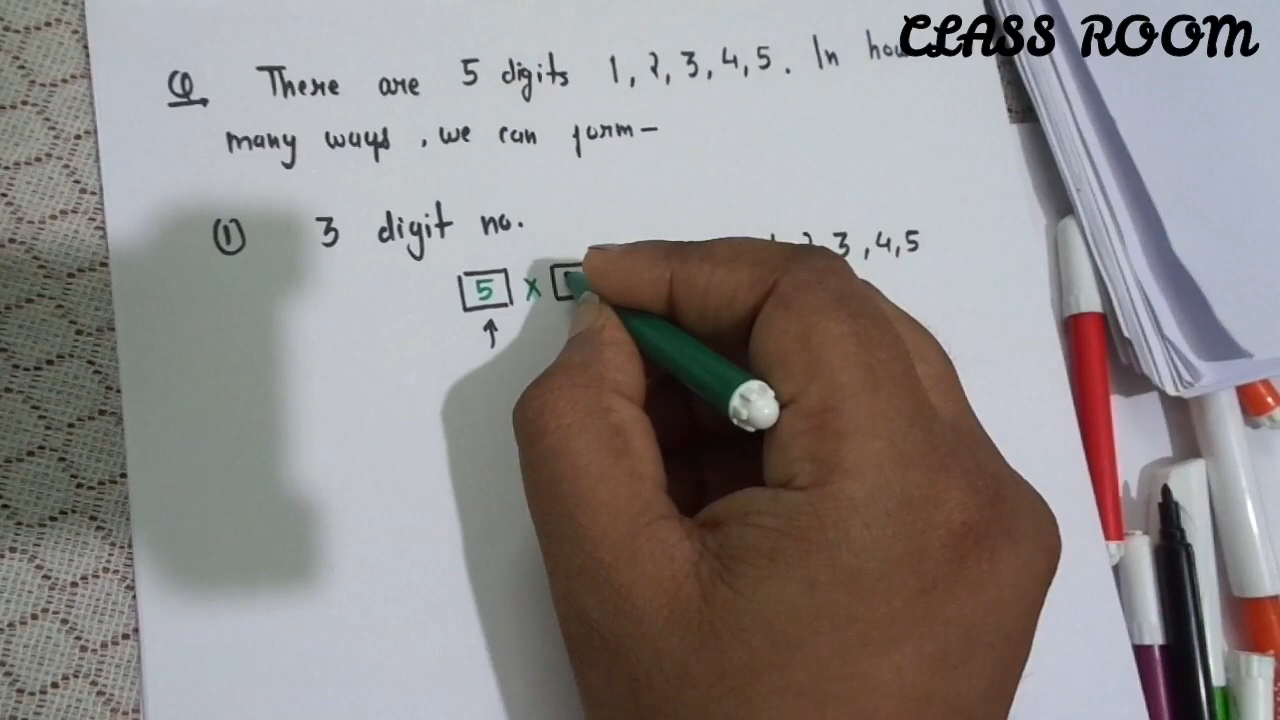 CLASS ROOM
Q. There are 5 digits 1, 2, 3, 4, 5. In how
many ways, we can form -
① 3 digit no.
3, 4, 5
5 ×